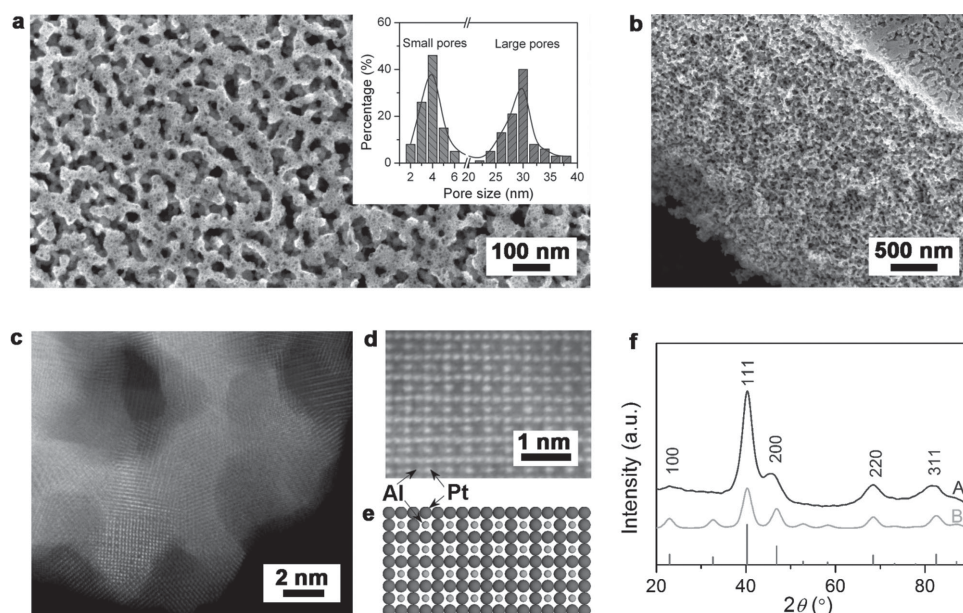 a
60
40
20
0
Percentage (%)
Small pores
Large pores
2 4 6 20 25 30 35 40
Pore size (nm)
100 nm
b
500 nm
c
2 nm
d
1 nm
Al
Pt
e
f
Intensity (a.u.)
100
111
200
220
311
A
B
20 40 60 80
2θ (°)